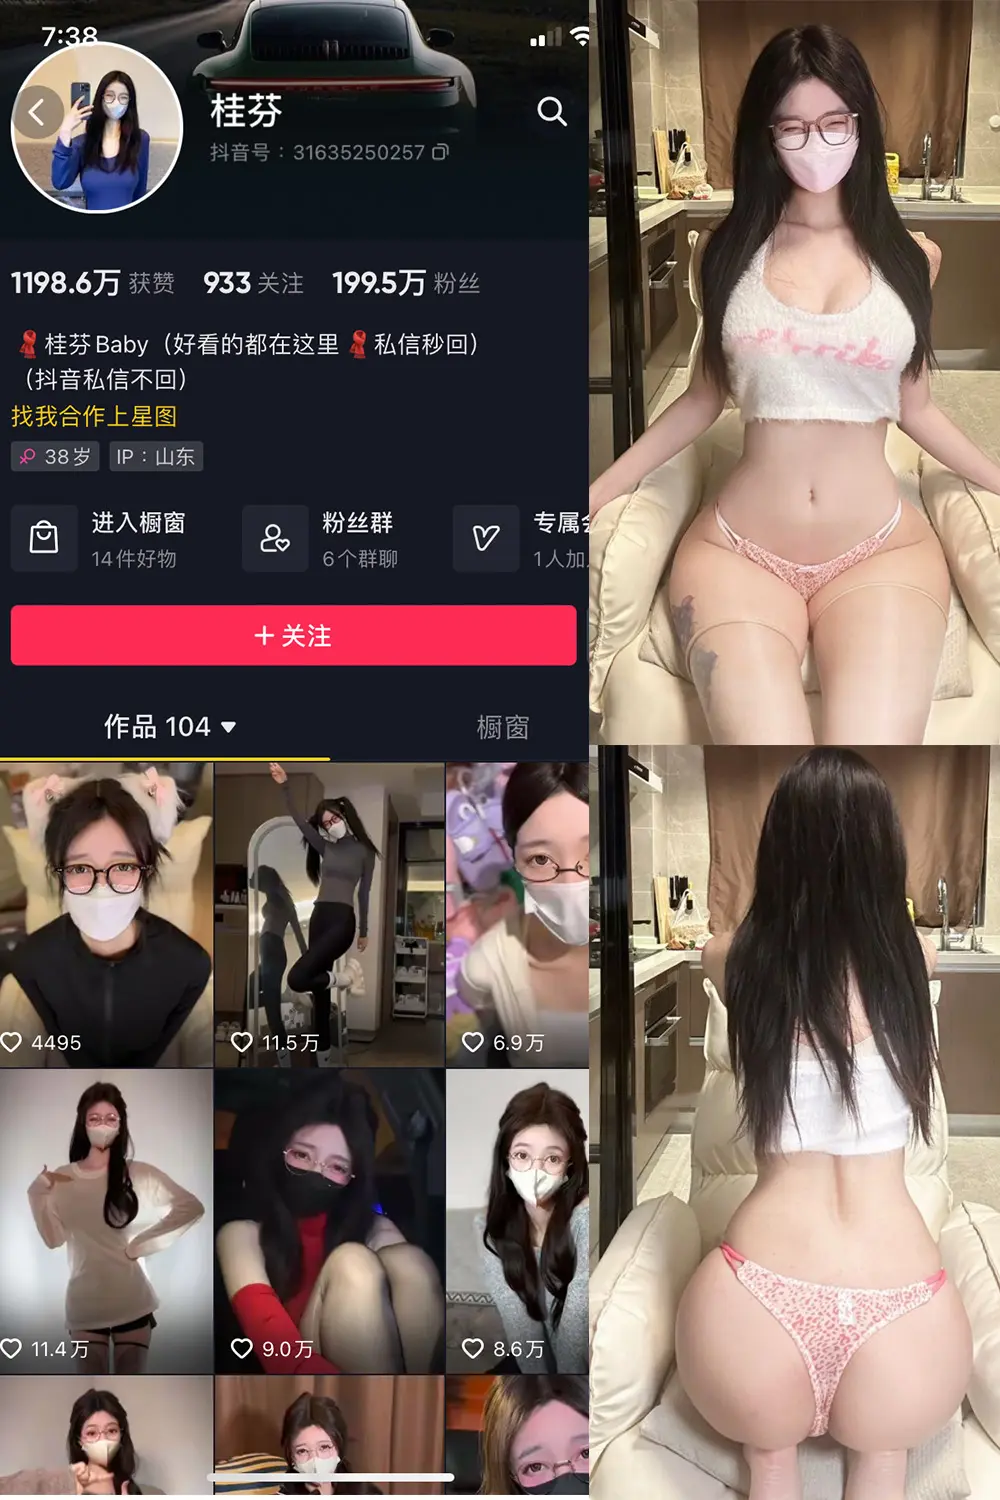 7:38
桂芬
抖音号：31635250257
1198.6万 获赞 933 关注 199.5万 粉丝
桂芬Baby（好看的都在这里 私信秒回）
（抖音私信不回）
找我合作上星图
38岁 IP：山东
进入橱窗 粉丝群
14件好物 6个群聊 1人加
+ 关注
作品 104 橱窗
4495 11.5万 6.9万
11.4万 9.0万 8.6万